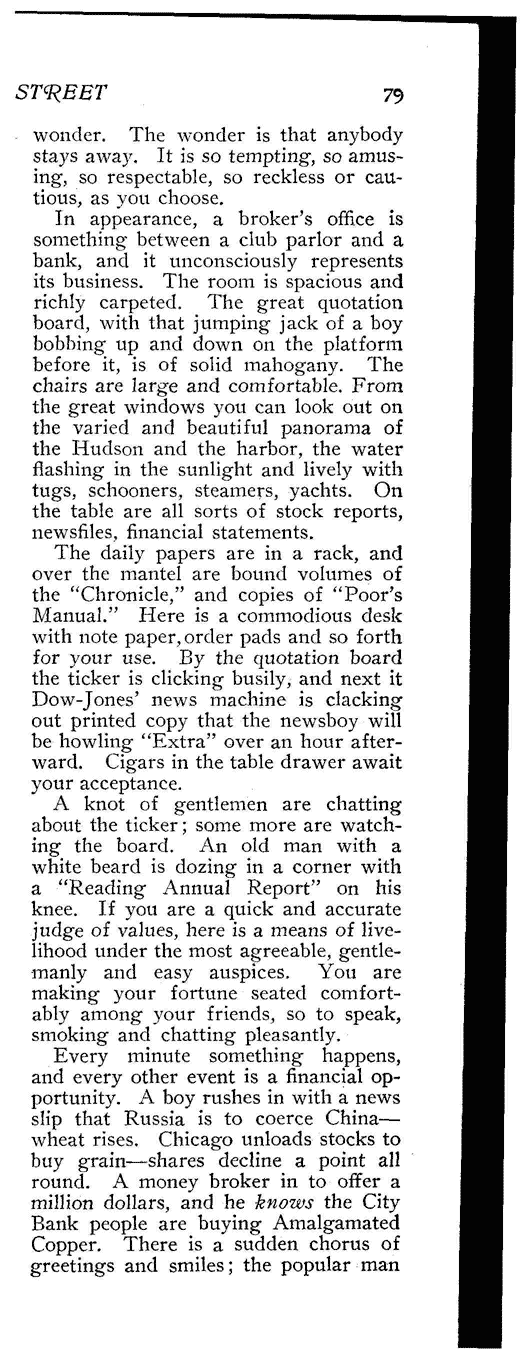 STREET 79
wonder. The wonder is that anybody
stays away. It is so tempting, so amus-
ing, so respectable, so reckless or cau-
tious, as you choose.
In appearance, a broker's office is
something between a club parlor and a
bank, and it unconsciously represents
its business. The room is spacious and
richly carpeted. The great quotation
board, with that jumping jack of a boy
bobbing up and down on the platform
before it, is of solid mahogany. The
chairs are large and comfortable. From
the great windows you can look out on
the varied and beautiful panorama of
the Hudson and the harbor, the water
flashing in the sunlight and lively with
tugs, schooners, steamers, yachts. On
the table are all sorts of stock reports,
newsfiles, financial statements.
The daily papers are in a rack, and
over the mantel are bound volumes of
the "Chronicle," and copies of "Poor's
Manual." Here is a commodious desk
with note paper, order pads and so forth
for your use. By the quotation board
the ticker is clicking busily, and next it
Dow-Jones' news machine is clacking
out printed copy that the newsboy will
be howling "Extra" over an hour after-
ward. Cigars in the table drawer await
your acceptance.
A knot of gentlemen are chatting
about the ticker; some more are watch-
ing the board. An old man with a
white beard is dozing in a corner with
a "Reading Annual Report" on his
knee. If you are a quick and accurate
judge of values, here is a means of live-
lihood under the most agreeable, gentle-
manly and easy auspices. You are
making your fortune seated comfort-
ably among your friends, so to speak,
smoking and chatting pleasantly.
Every minute something happens,
and every other event is a financial op-
portunity. A boy rushes in with a news
slip that Russia is to coerce China—
wheat rises. Chicago unloads stocks to
buy grain—shares decline a point all
round. A money broker in to offer a
million dollars, and he knows the City
Bank people are buying Amalgamated
Copper. There is a sudden chorus of
greetings and smiles; the popular man